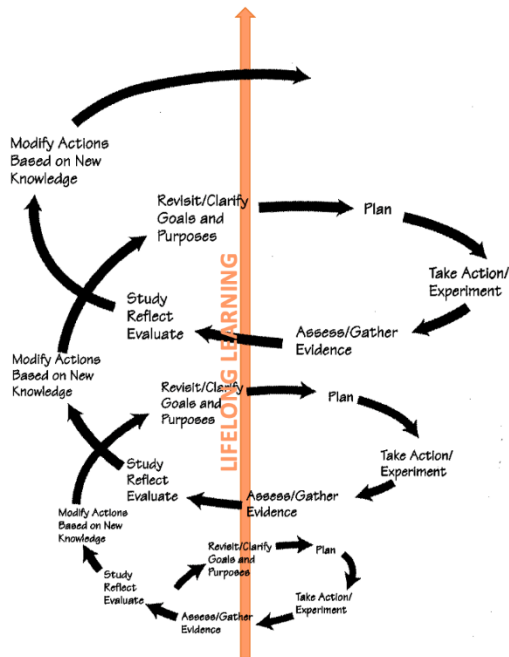 Modify Actions
Based on New
Knowledge
Revisit/Clarify
Goals and
Purposes
Plan
Take Action/
Experiment
Assess/Gather
Evidence
Study
Reflect
Evaluate
LIFELONG LEARNING
Modify Actions
Based on New
Knowledge
Revisit/Clarify
Goals and
Purposes
Plan
Take Action/
Experiment
Assess/Gather
Evidence
Study
Reflect
Evaluate
Modify Actions
Based on New
Knowledge
Revisit/Clarify
Goals and
Purposes
Plan
Take Action/
Experiment
Assess/Gather
Evidence
Study
Reflect
Evaluate